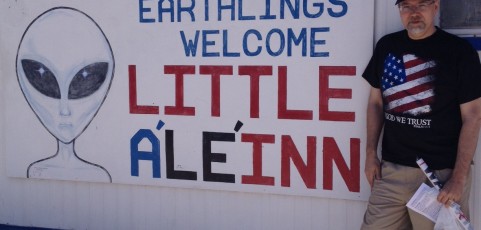 EARTHLINGS
WELCOME
LITTLE
A'LE'INN
GOD WE TRUST